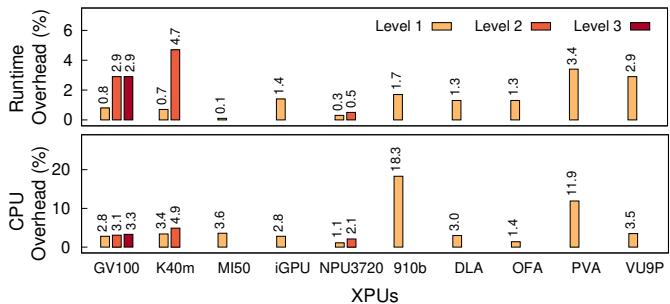 Runtime
Overhead (%)
6
4
2
0
Level 1 Level 2 Level 3
0.8 2.9 2.9 0.7 4.7 0.1 1.4 0.3 0.5 1.7 1.3 1.3 3.4 2.9
CPU
Overhead (%)
20
10
0
2.8 3.1 3.3 3.4 4.9 3.6 2.8 1.1 2.1 18.3 3.0 1.4 11.9 3.5
GV100 K40m MI50 iGPU NPU3720 910b DLA OFA PVA VU9P
XPUs